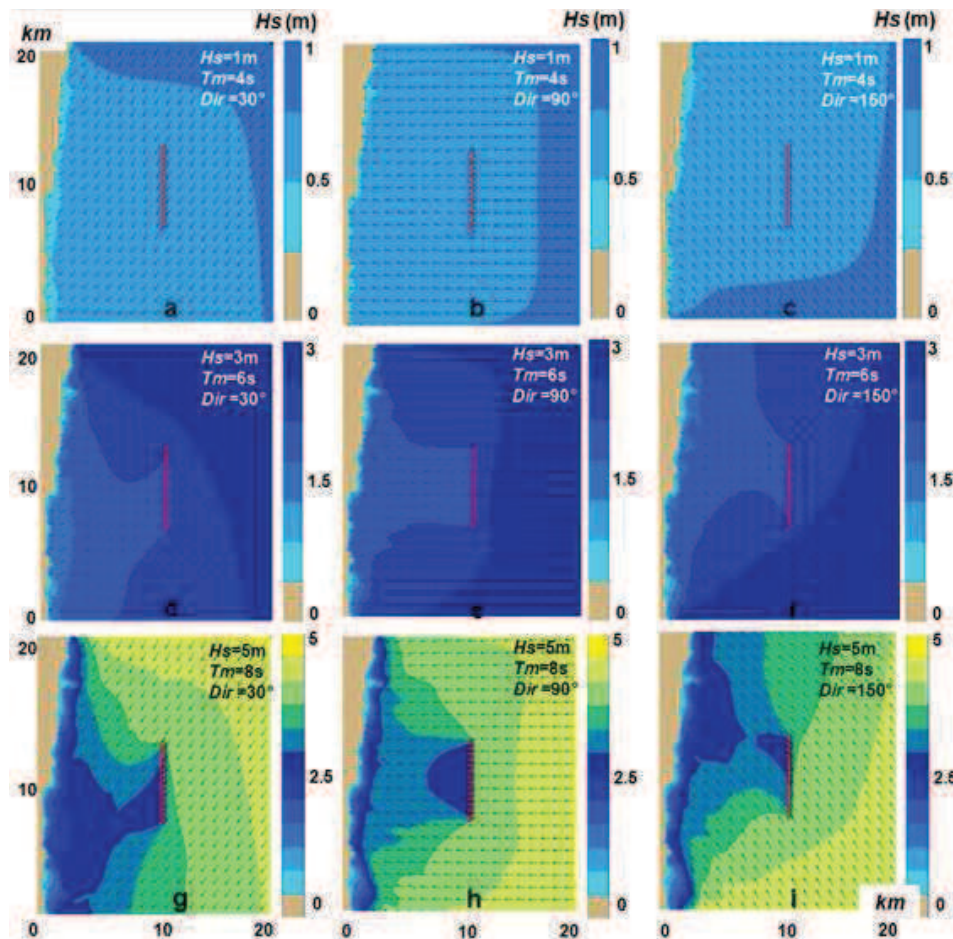 Hs (m) Hs (m) Hs (m)
km
20 1 1 1
Hs=1m Hs=1m Hs=1m
Tm=4s Tm=4s Tm=4s
Dir =30° Dir =90° Dir =150°
10 0.5 0.5 0.5
0 a 0 b 0 c 0
20 3 3 3
Hs=3m Hs=3m Hs=3m
Tm=6s Tm=6s Tm=6s
Dir =30° Dir =90° Dir =150°
10 1.5 1.5 1.5
0 d 0 e 0 f 0
20 5 5 5
Hs=5m Hs=5m Hs=5m
Tm=8s Tm=8s Tm=8s
Dir =30° Dir =90° Dir =150°
10 2.5 2.5 2.5
g 0 h 0 i km 0
0 10 20 0 10 20 0 10 20